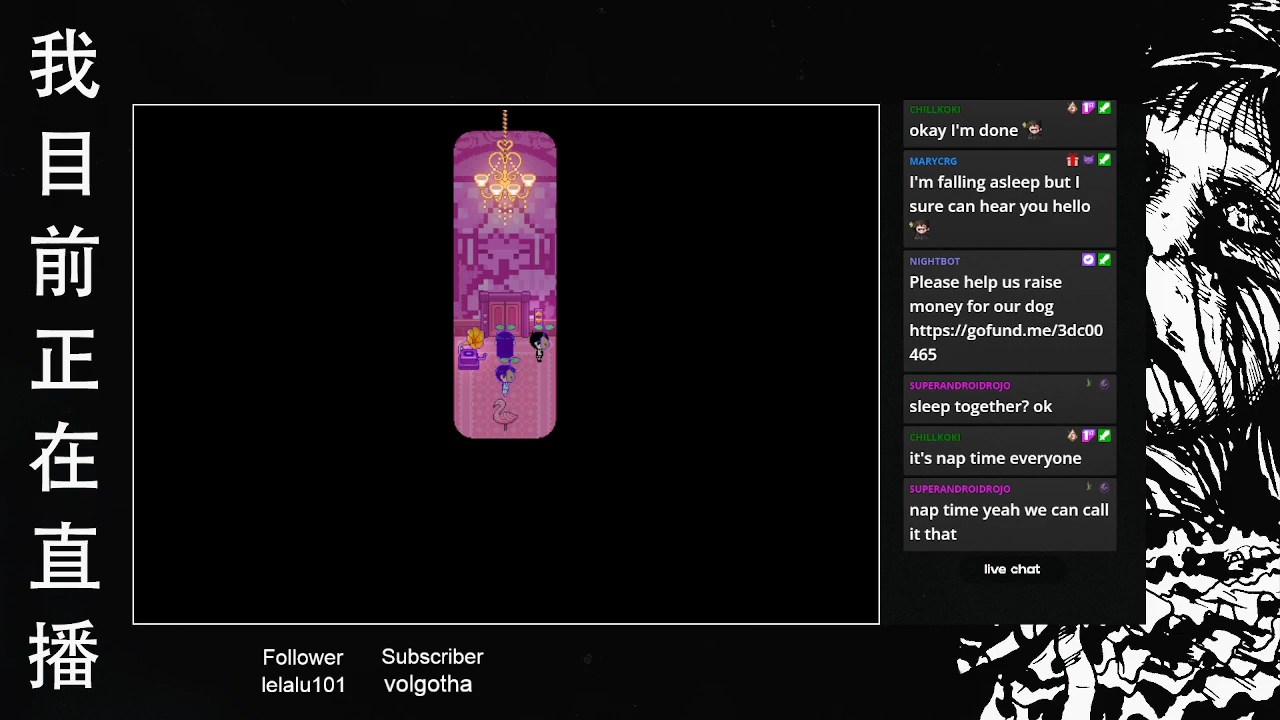 我
目
前
正
在
直
播
CHILLKOKI
okay I'm done
MARYCRG
I'm falling asleep but I
sure can hear you hello
NIGHTBOT
Please help us raise
money for our dog
https://gofund.me/3dc00
465
SUPERANDROIDROJO
sleep together? ok
CHILLKOKI
it's nap time everyone
SUPERANDROIDROJO
nap time yeah we can call
it that
live chat
Follower
lelalu101
Subscriber
volgotha